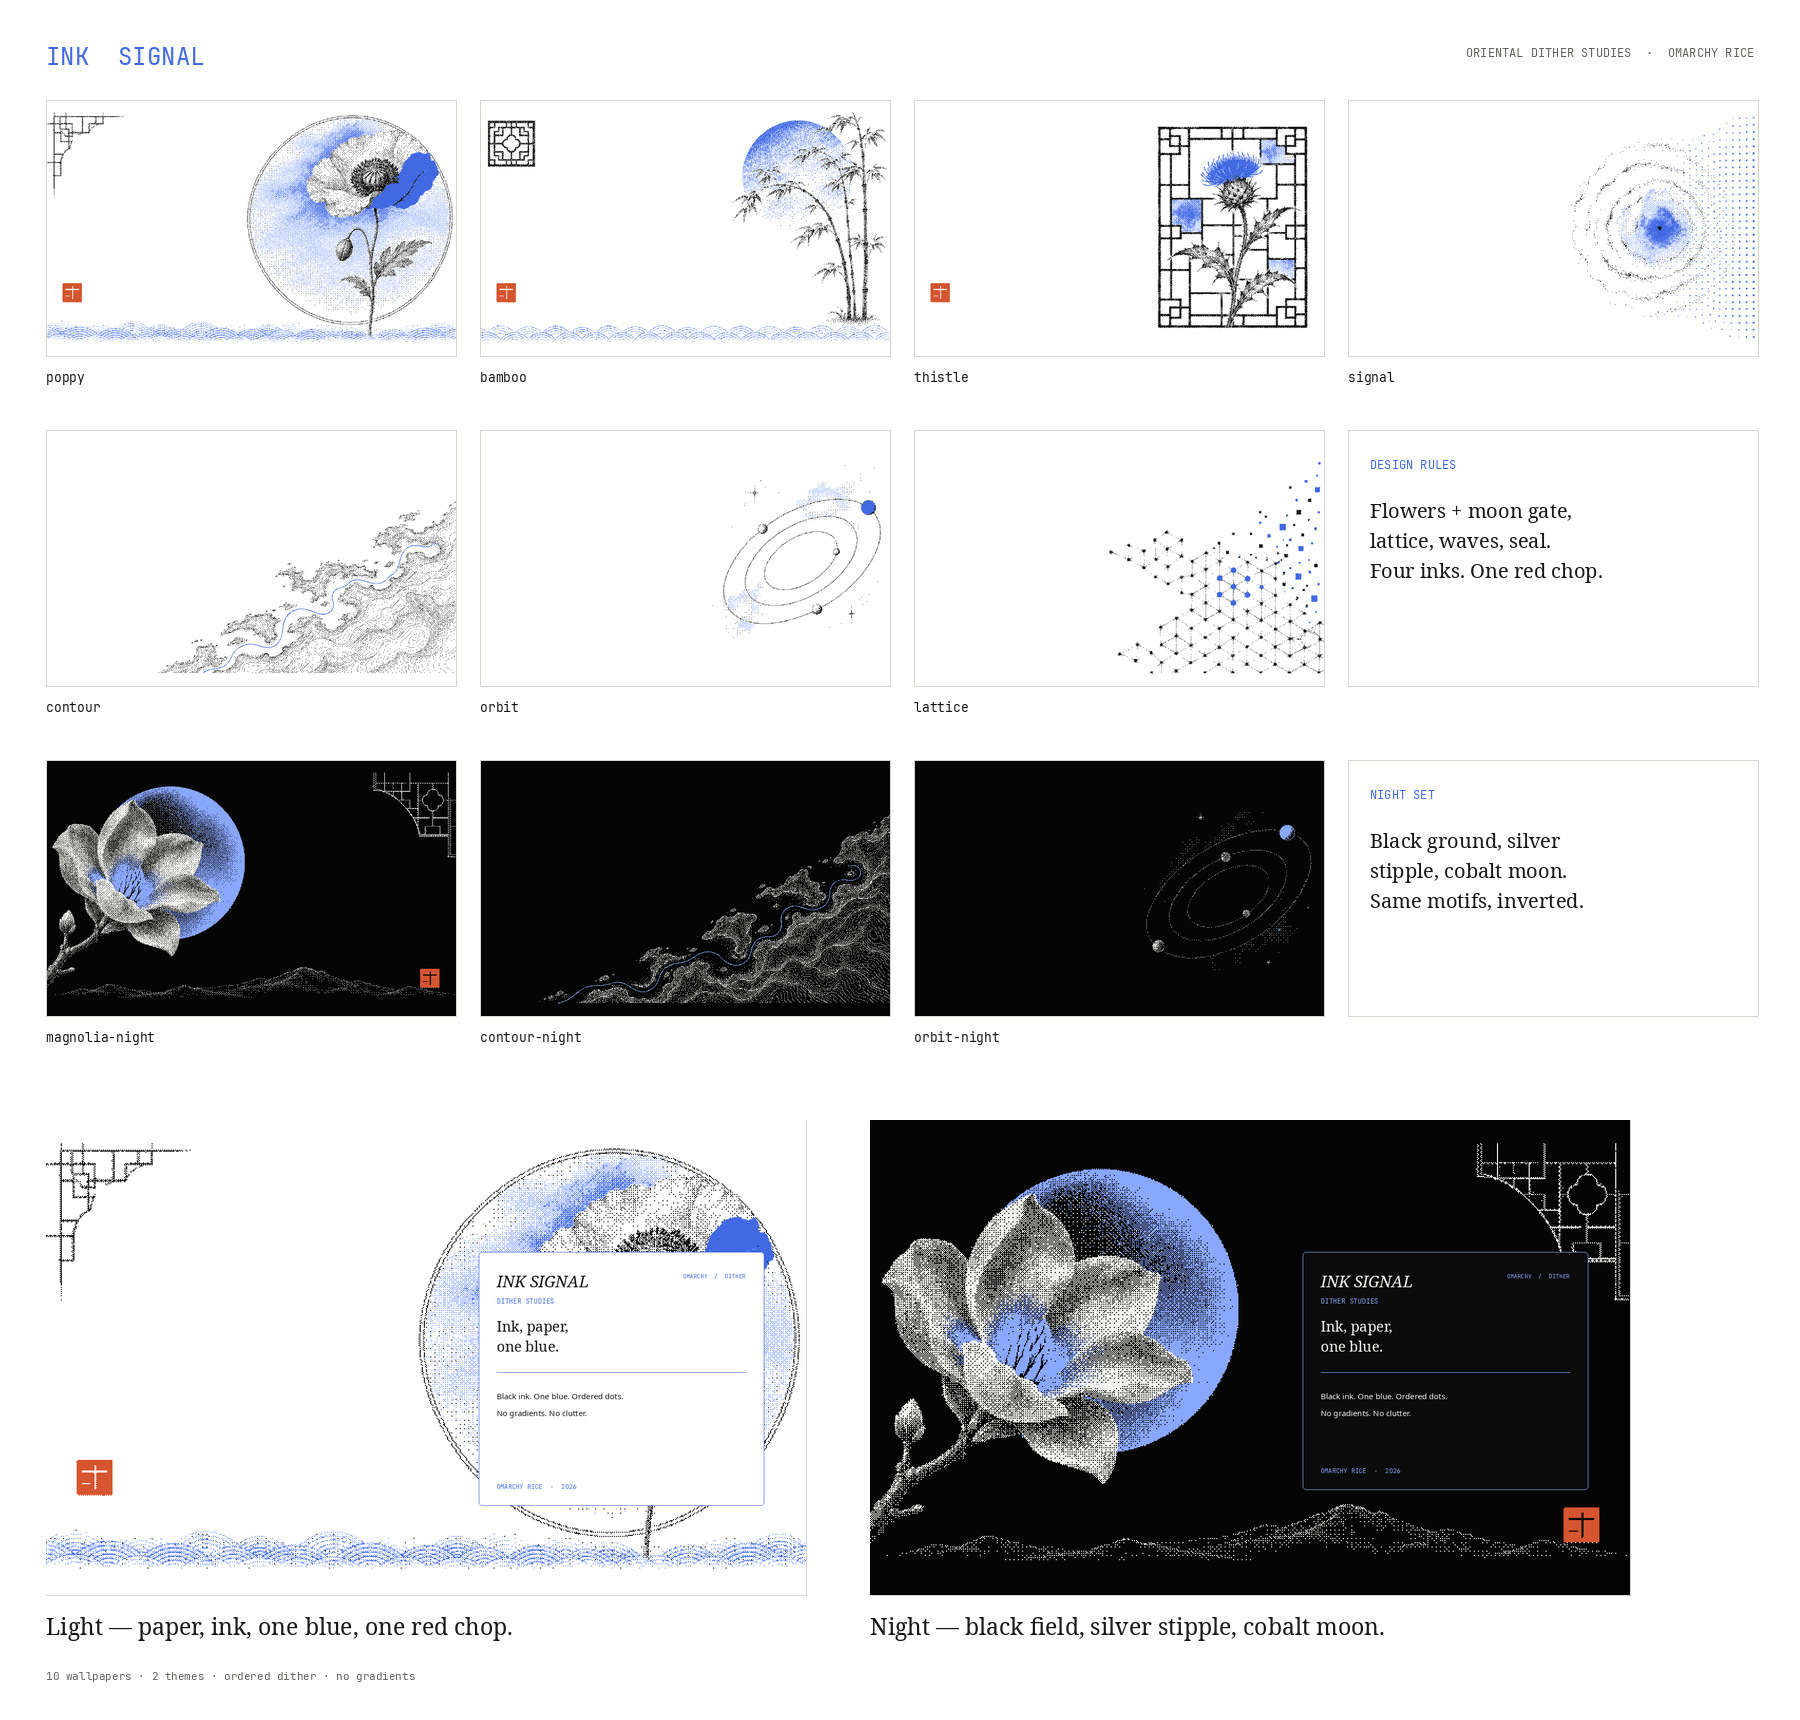 INK SIGNAL
ORIENTAL DITHER STUDIES · OMARCHY RICE
poppy
bamboo
thistle
signal
contour
orbit
lattice
DESIGN RULES
Flowers + moon gate,
lattice, waves, seal.
Four inks. One red chop.
magnolia-night
contour-night
orbit-night
NIGHT SET
Black ground, silver
stipple, cobalt moon.
Same motifs, inverted.
INK SIGNAL
OMARCHY / DITHER
DITHER STUDIES
Ink, paper,
one blue.
Black ink. One blue. Ordered dots.
No gradients. No clutter.
OMARCHY RICE · 2026
INK SIGNAL
OMARCHY / DITHER
DITHER STUDIES
Ink, paper,
one blue.
Black ink. One blue. Ordered dots.
No gradients. No clutter.
OMARCHY RICE · 2026
Light — paper, ink, one blue, one red chop.
Night — black field, silver stipple, cobalt moon.
10 wallpapers · 2 themes · ordered dither · no gradients